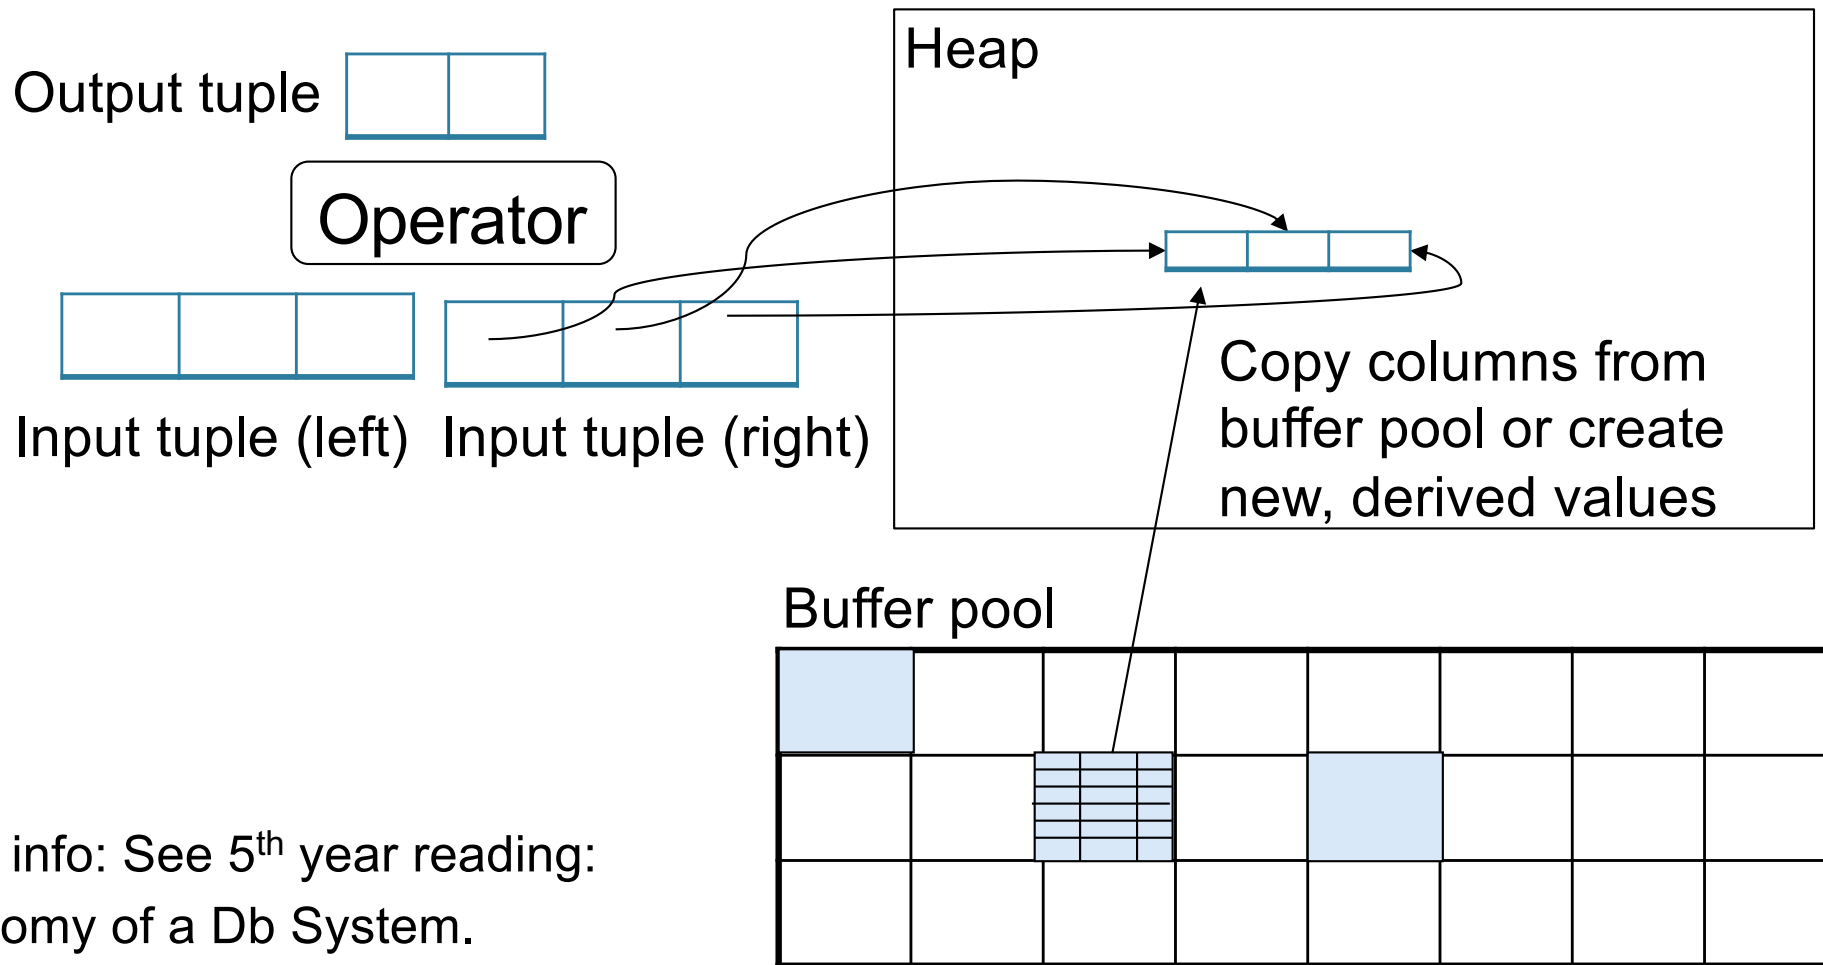 Heap
Output tuple
Operator
Input tuple (left)
Input tuple (right)
Copy columns from
buffer pool or create
new, derived values
Buffer pool
info: See 5th year reading:
omy of a Db System.